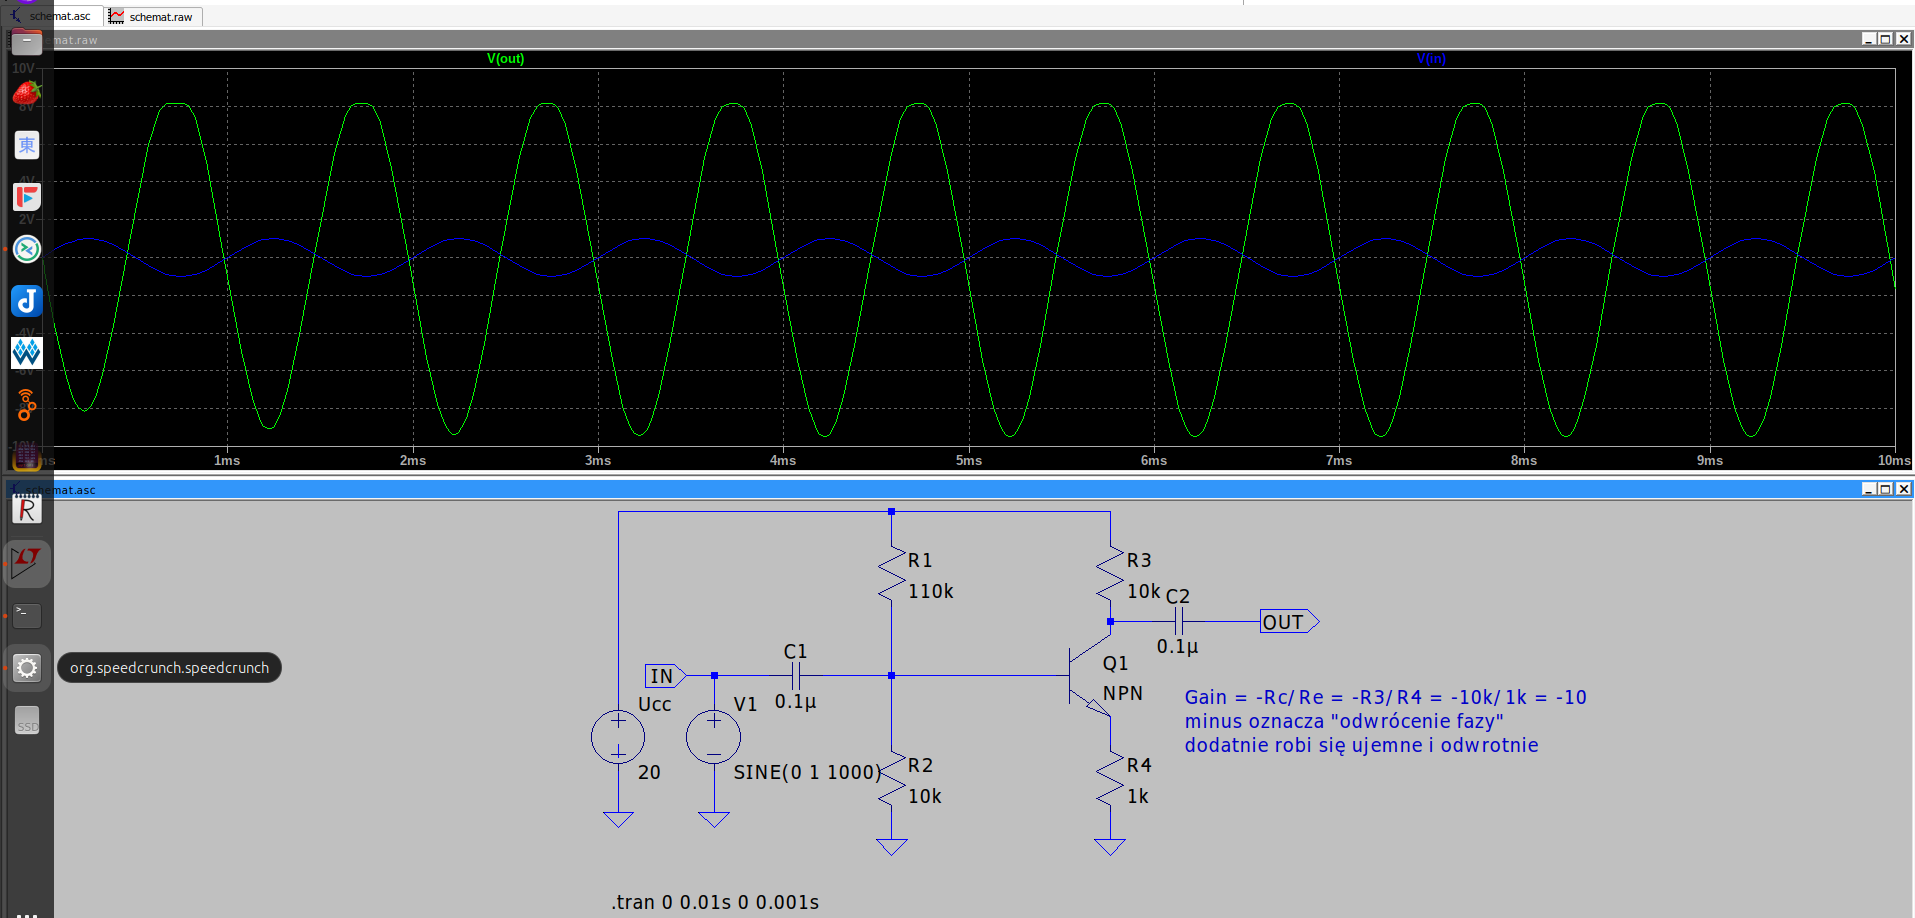 schemat.asc
schemat.raw
mat.raw
V(out)
V(in)
10V
8V
4V
2V
-4V
-6V
-8V
-10V
1ms
2ms
3ms
4ms
5ms
6ms
7ms
8ms
9ms
10ms
schemat.asc
東
R
>_
SSD
org.speedcrunch.speedcrunch
R1
110k
R3
10k
C2
0.1µ
OUT
C1
0.1µ
IN
Ucc
20
V1
SINE(0 1 1000)
Q1
NPN
R2
10k
R4
1k
Gain = -Rc/Re = -R3/R4 = -10k/1k = -10
minus oznacza "odwrócenie fazy"
dodatnie robi się ujemne i odwrotnie
.tran 0 0.01s 0 0.001s